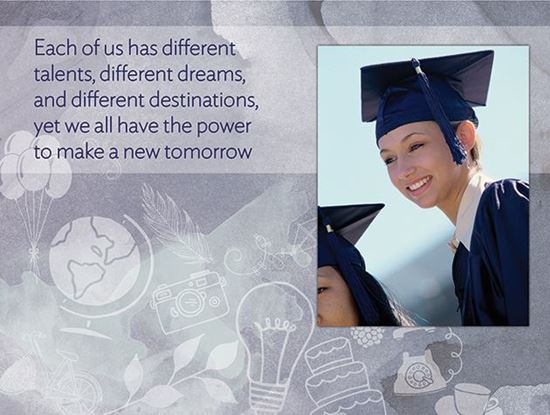 Each of us has different
talents, different dreams,
and different destinations,
yet we all have the power
to make a new tomorrow